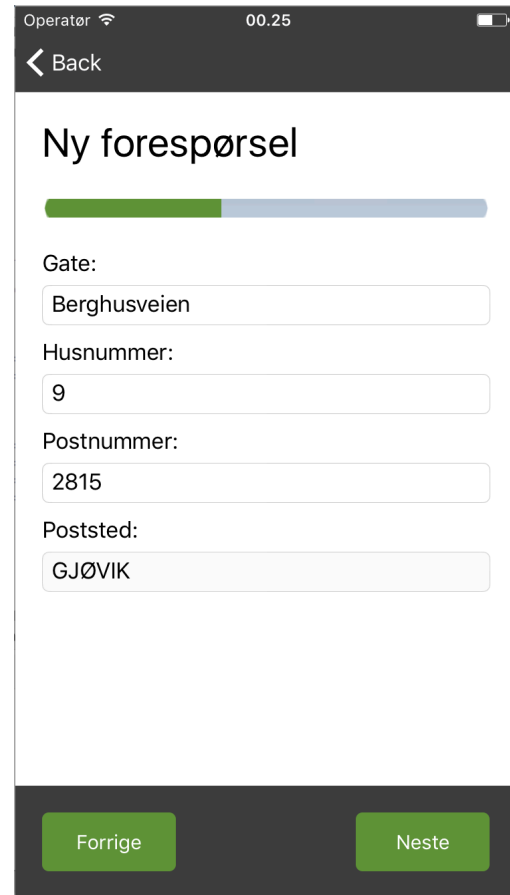 Operatør 00.25
Back
Ny forespørsel
Gate:
Berghusveien
Husnummer:
9
Postnummer:
2815
Poststed:
GJØVIK
Forrige Neste